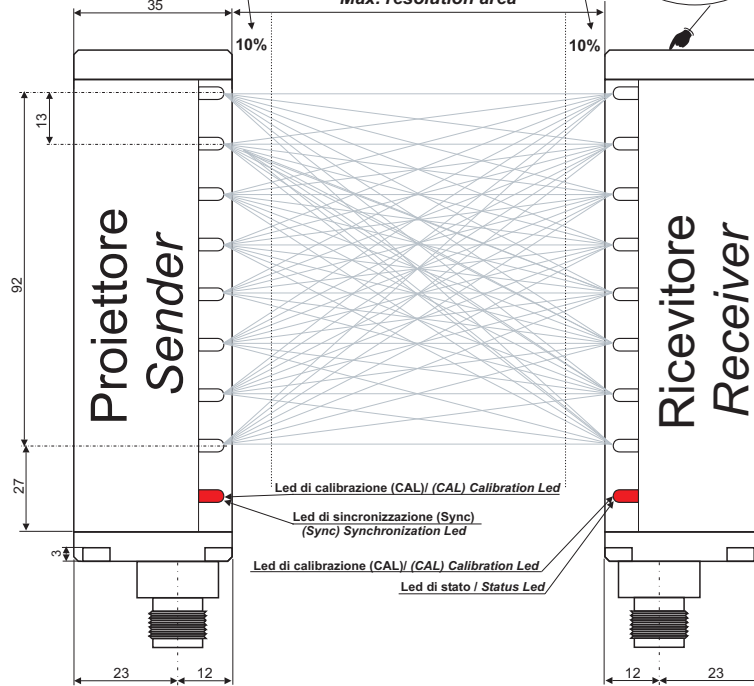 35
Max. resolution area
10%
10%
13
92
27
3
Proiettore
Sender
Ricevitore
Receiver
Led di calibrazione (CAL)/ (CAL) Calibration Led
Led di sincronizzazione (Sync)
(Sync) Synchronization Led
Led di calibrazione (CAL)/ (CAL) Calibration Led
Led di stato / Status Led
23
12
12
23